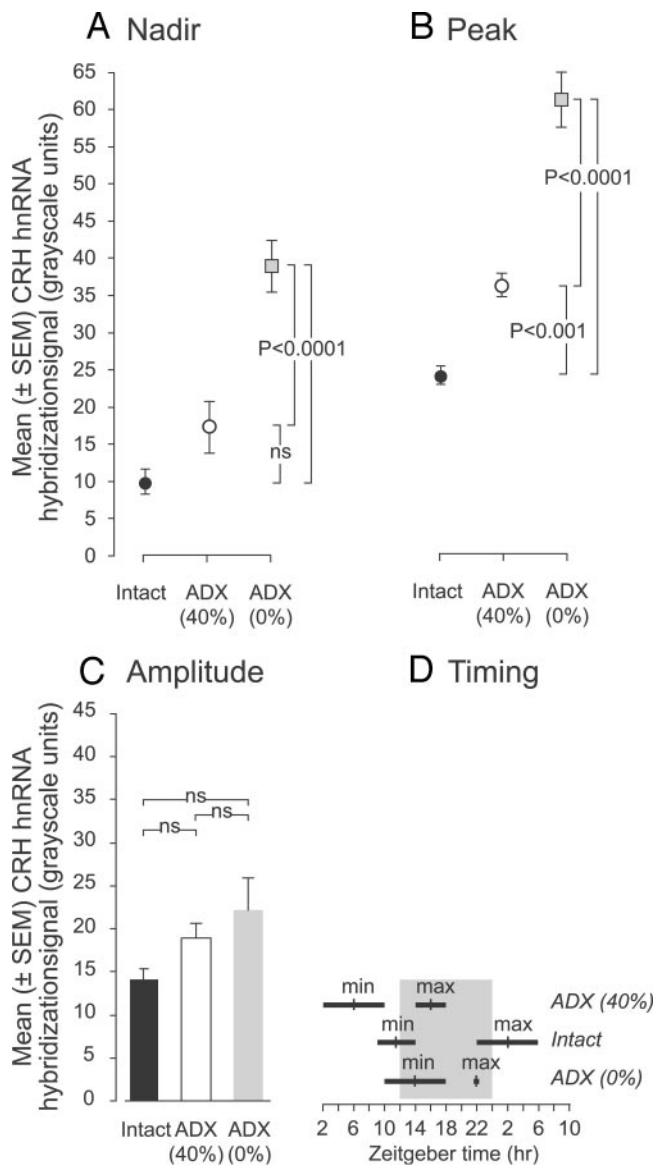 A Nadir
B Peak
Mean (± SEM) CRH hnRNA
hybridizationsignal (grayscale units)
65
60
55
50
45
40
35
30
25
20
15
10
5
0
P<0.0001
ns
P<0.0001
P<0.001
Intact
ADX
(40%)
ADX
(0%)
Intact
ADX
(40%)
ADX
(0%)
C Amplitude
D Timing
Mean (± SEM) CRH hnRNA
hybridizationsignal (grayscale units)
45
40
35
30
25
20
15
10
5
0
ns
ns
ns
Intact
ADX
(40%)
ADX
(0%)
min
max
ADX (40%)
min
max
Intact
min
max
ADX (0%)
2 6 10 14 18 22 2 6 10
Zeitgeber time (hr)